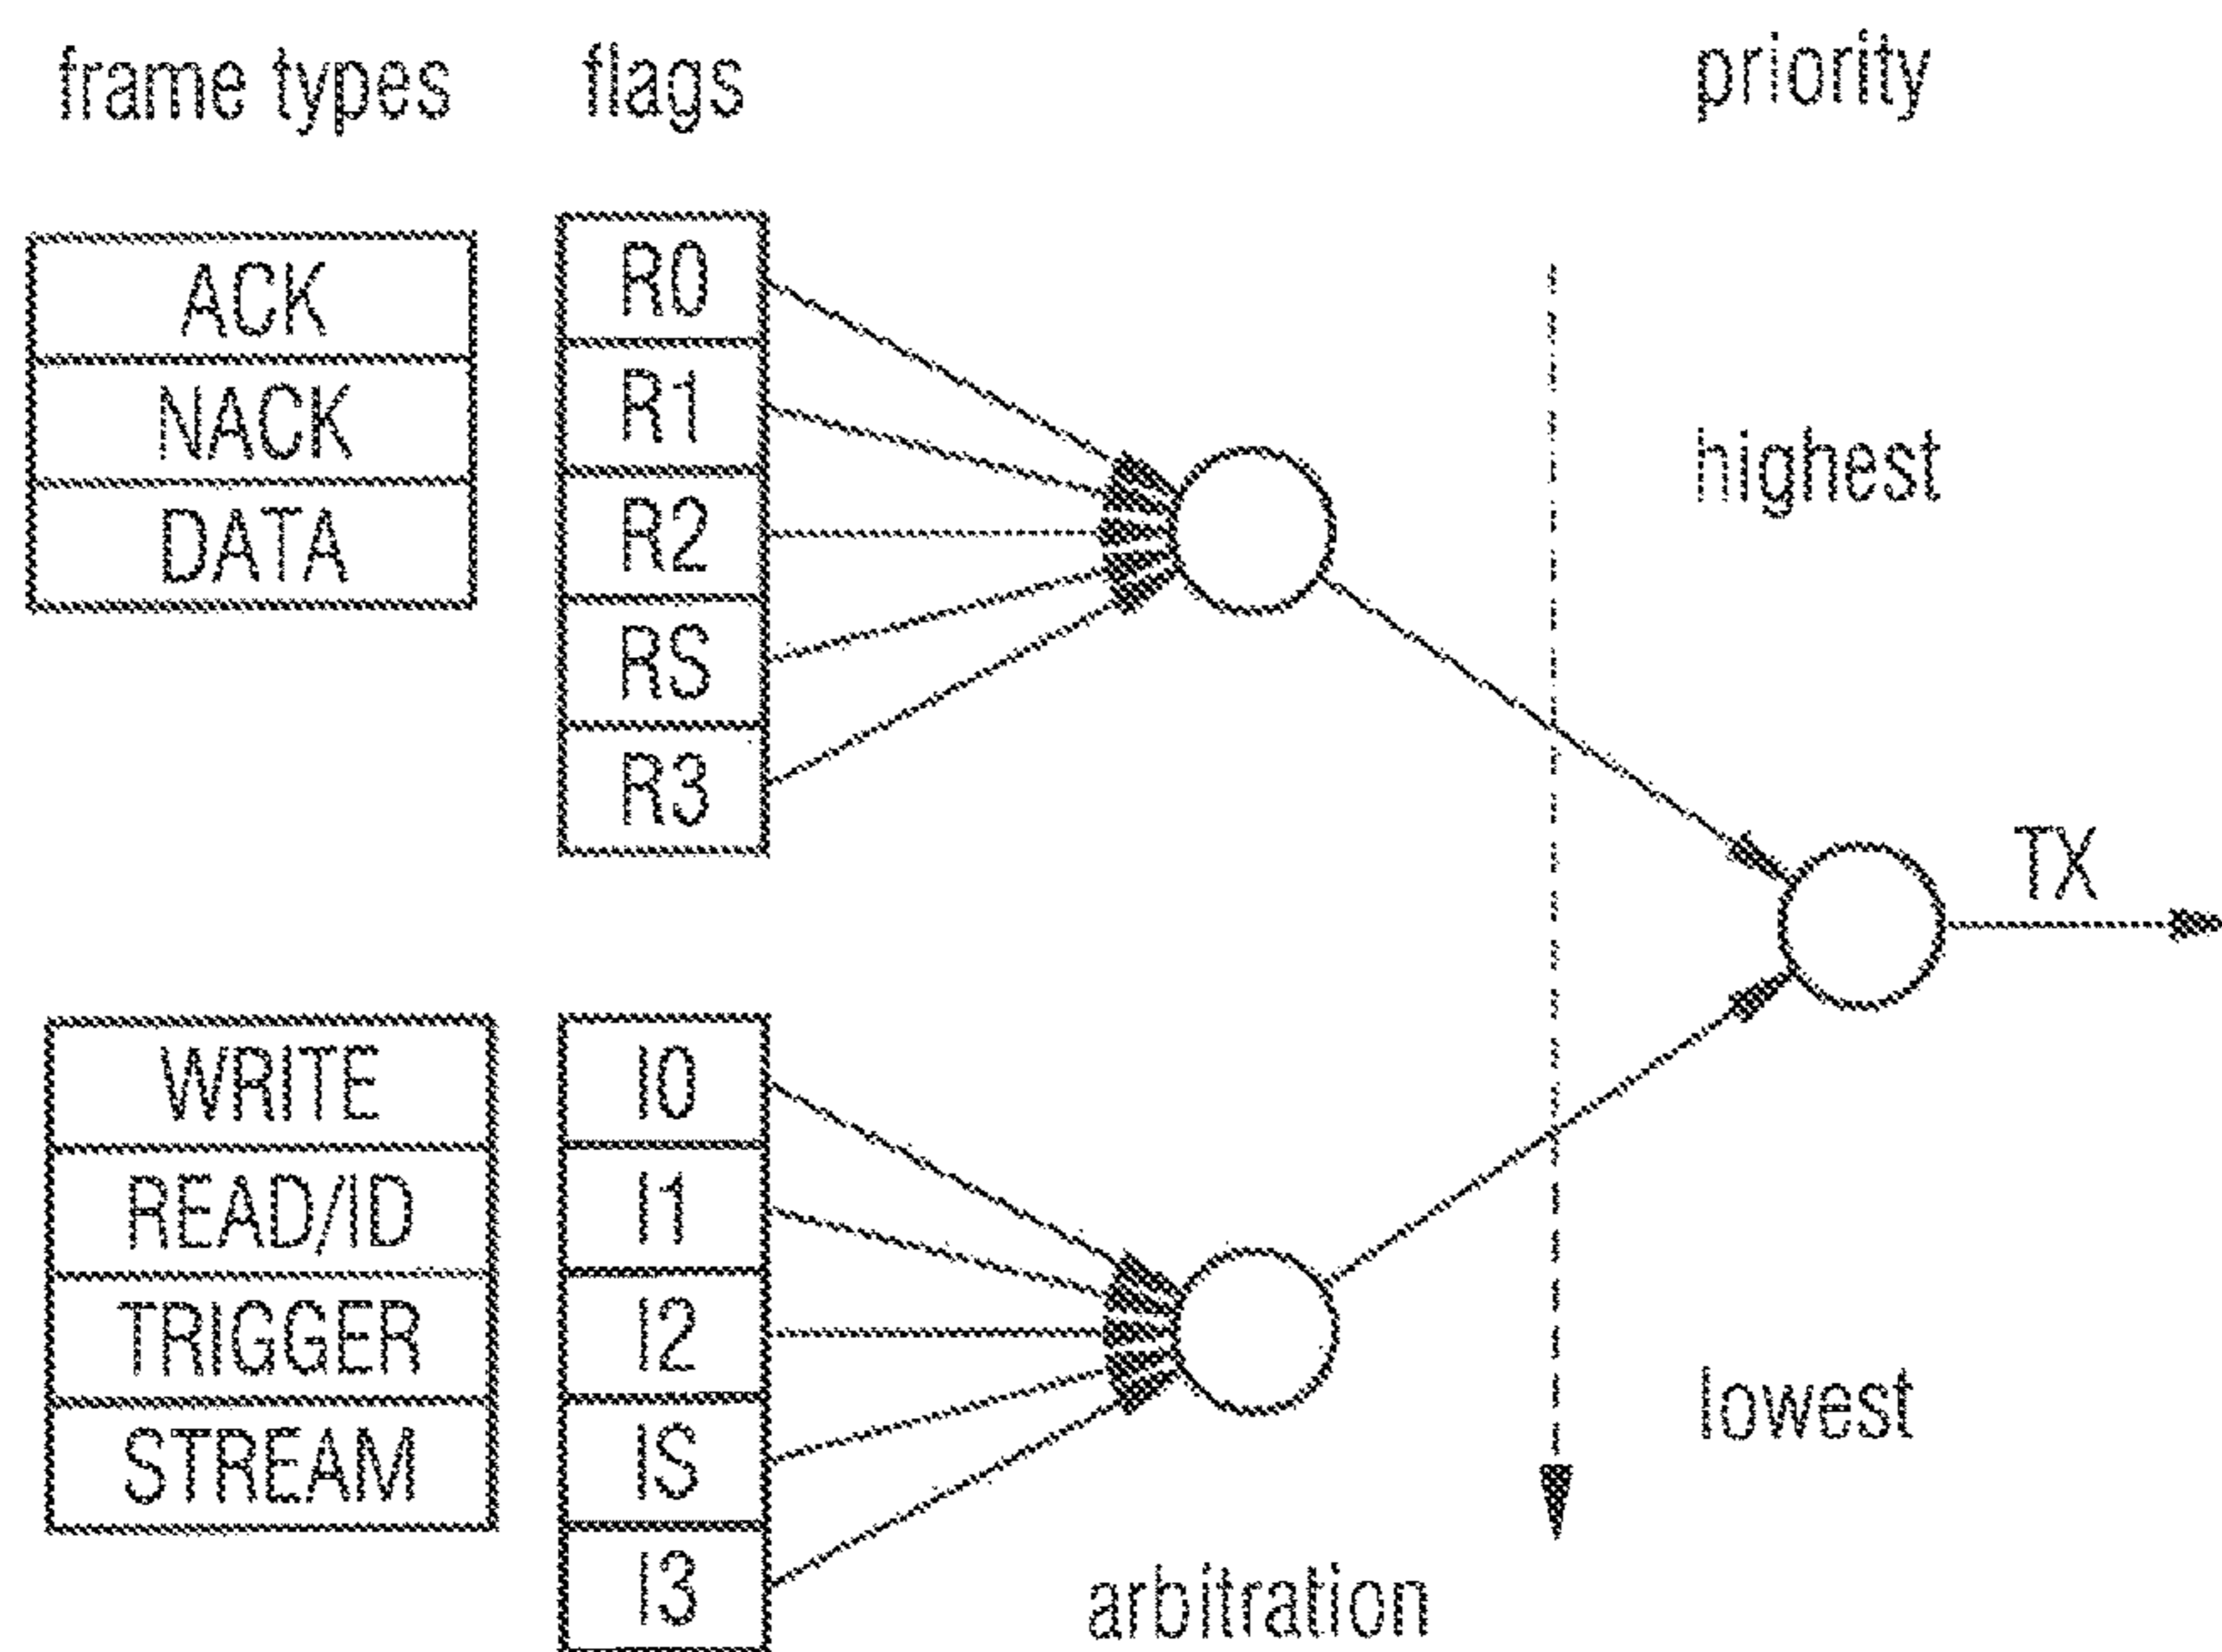 frame types flags priority
ACK
NACK
DATA
R0
R1
R2
RS
R3
highest
TX
WRITE
READ/ID
TRIGGER
STREAM
I0
I1
I2
IS
I3
lowest
arbitration